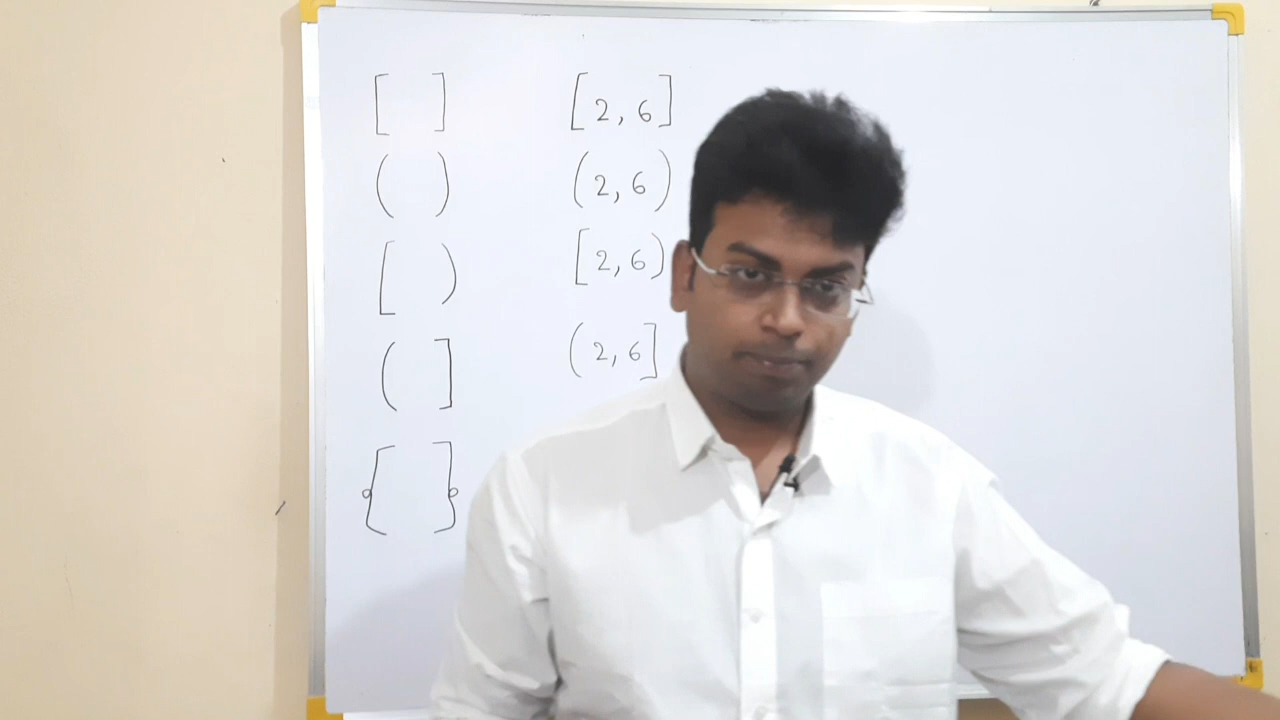 [ ] [2, 6]
( ) (2, 6)
[ ) [2, 6)
( ] (2, 6]
{ }